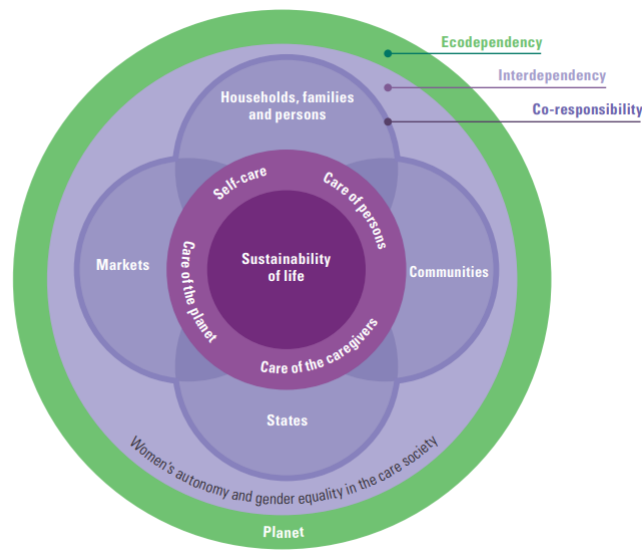 Ecodependency
Interdependency
Co-responsibility
Households, families
and persons
Self-care
Care of persons
Markets
Care of the planet
Sustainability
of life
Communities
Care of the caregivers
States
Women's autonomy and gender equality in the care society
Planet